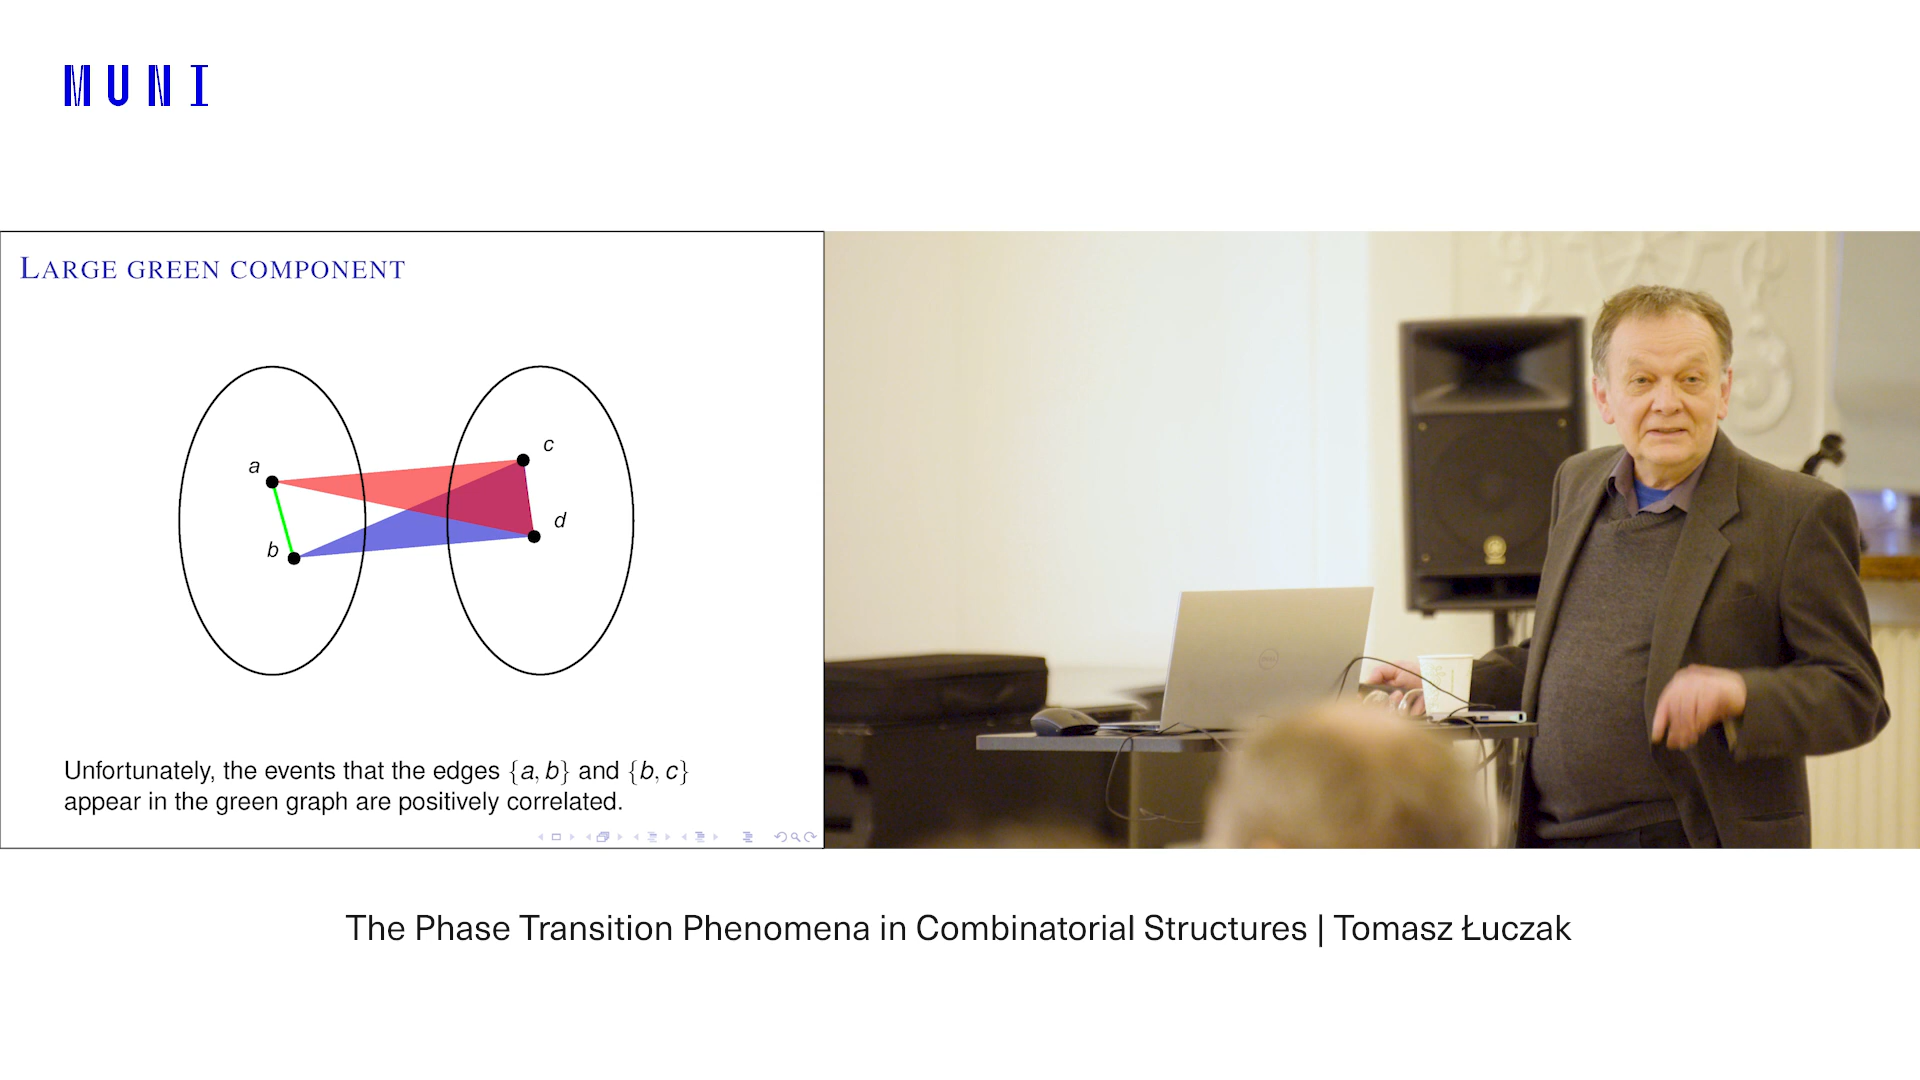 MUNI
LARGE GREEN COMPONENT
a
b
c
d
Unfortunately, the events that the edges {a, b} and {b, c}
appear in the green graph are positively correlated.
The Phase Transition Phenomena in Combinatorial Structures | Tomasz Łuczak